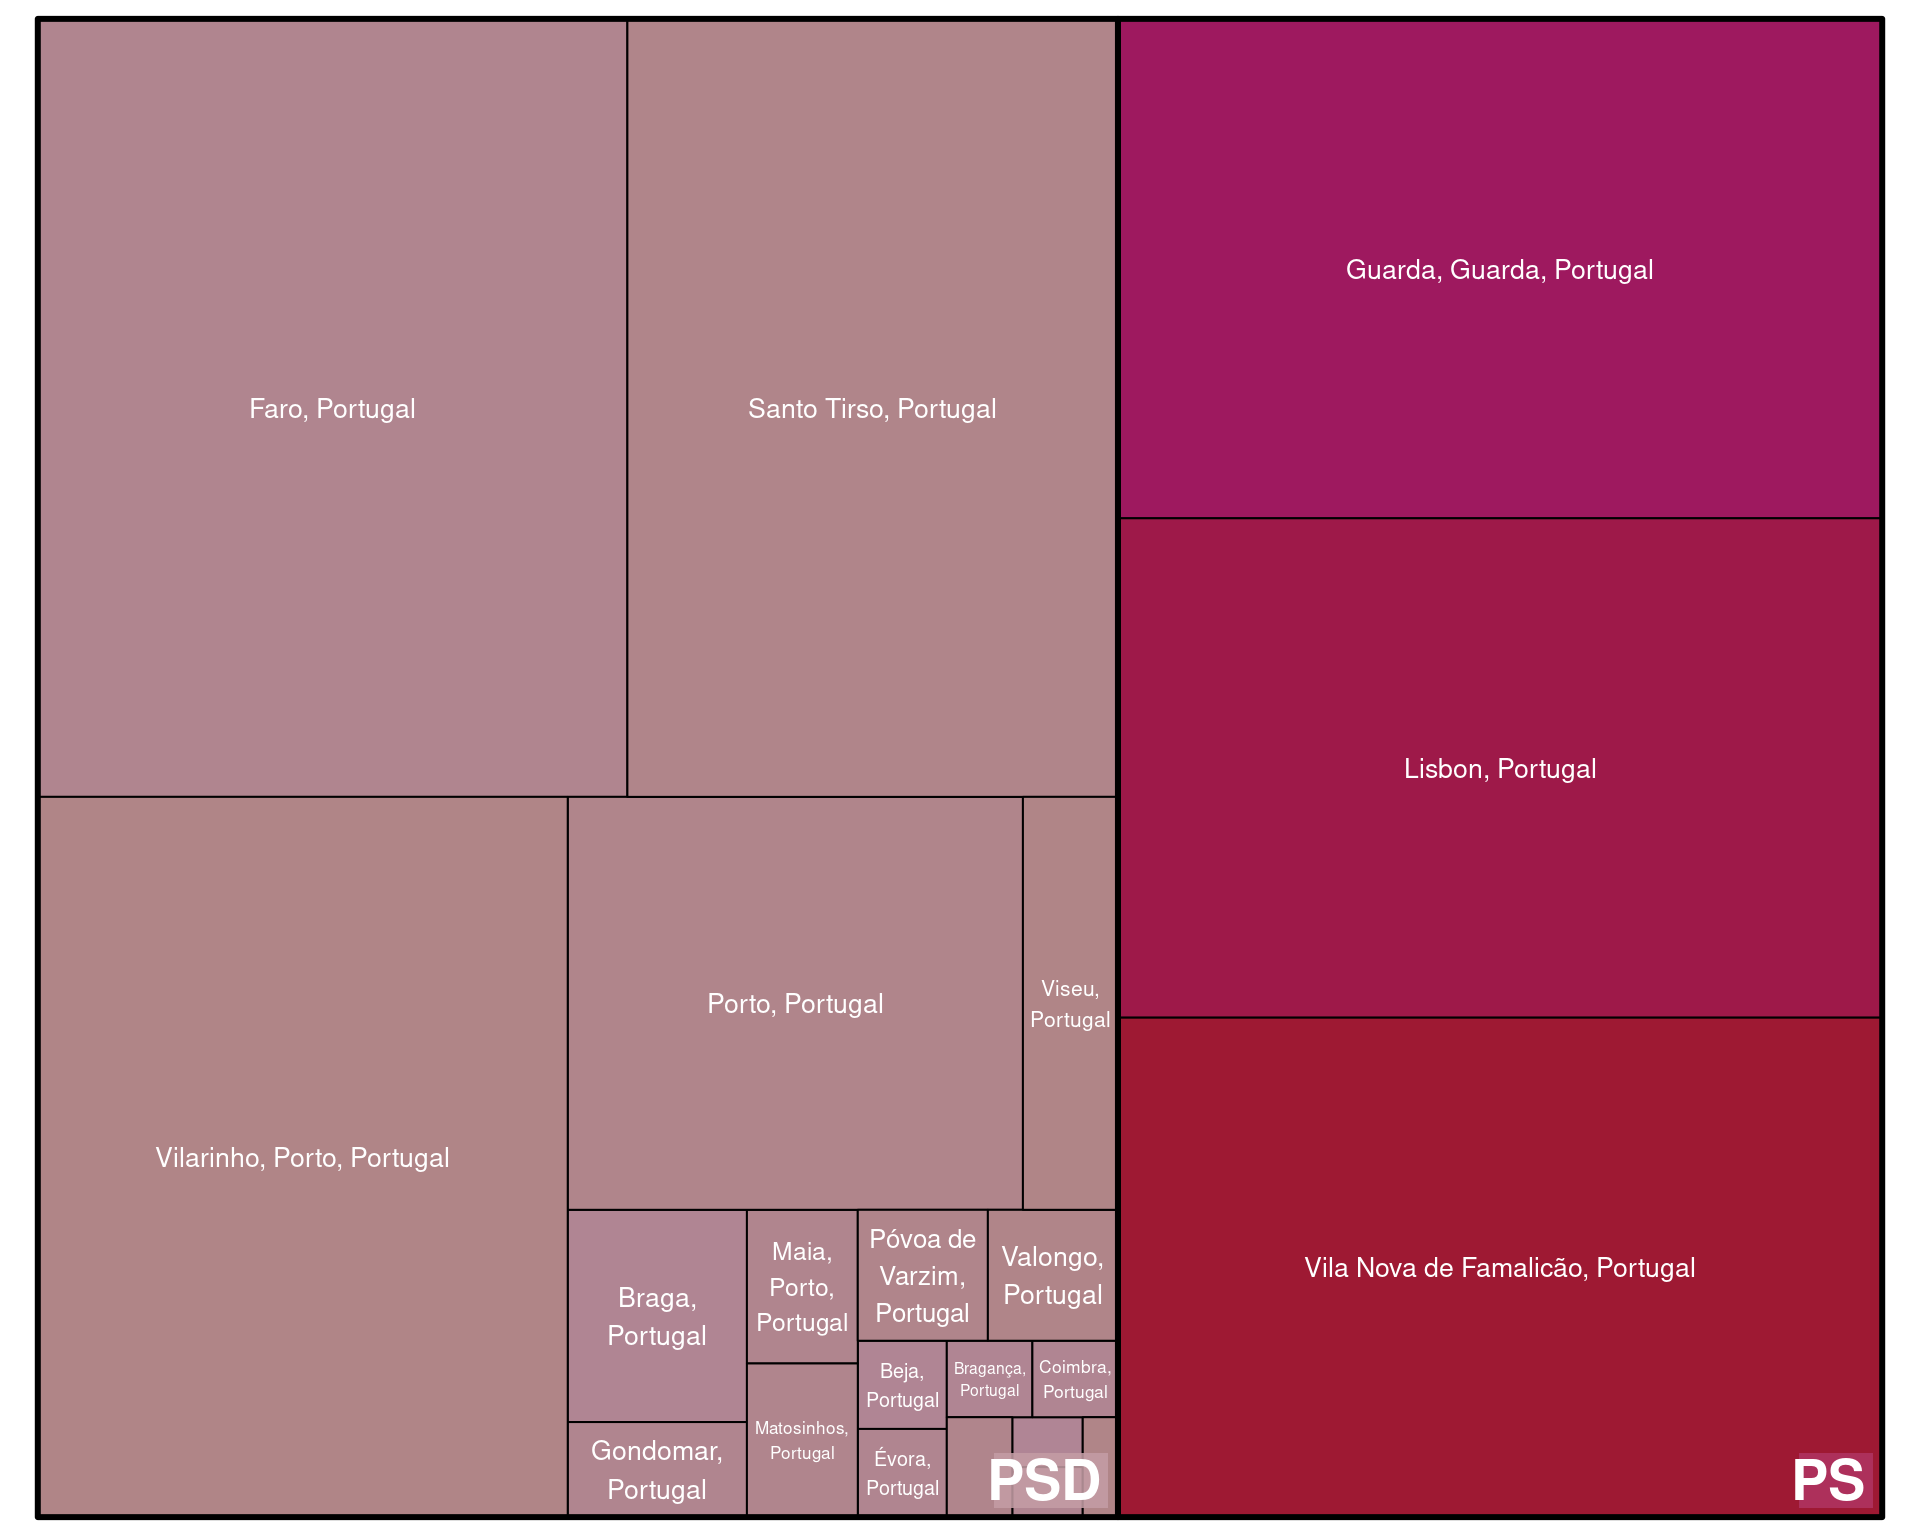 Faro, Portugal
Santo Tirso, Portugal
Guarda, Guarda, Portugal
Lisbon, Portugal
Vilarinho, Porto, Portugal
Porto, Portugal
Viseu,
Portugal
Vila Nova de Famalicão, Portugal
Braga,
Portugal
Maia,
Porto,
Portugal
Póvoa de
Varzim,
Portugal
Valongo,
Portugal
Beja,
Portugal
Bragança,
Portugal
Coimbra,
Portugal
Gondomar,
Portugal
Matosinhos,
Portugal
Évora,
Portugal
PSD
PS